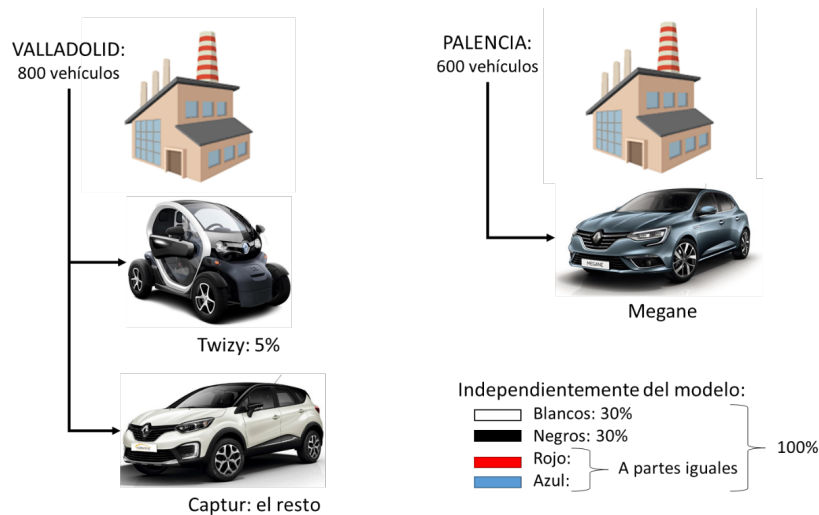 VALLADOLID:
800 vehículos
PALENCIA:
600 vehículos
MEGANE
Megane
Twizy: 5%
Captur: el resto
Independientemente del modelo:
Blancos: 30%
Negros: 30%
Rojo:
Azul:
A partes iguales
100%